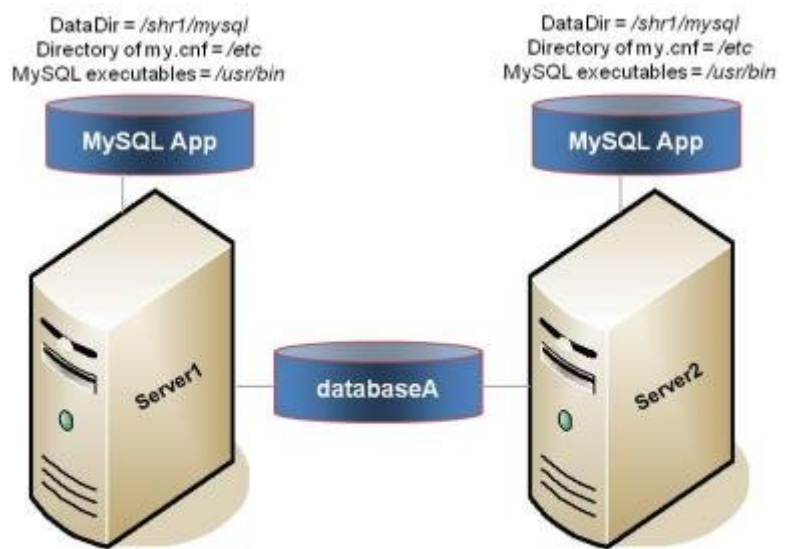 DataDir = /shr1/mysql
Directory of my.cnf = /etc
MySQL executables = /usr/bin
MySQL App
DataDir = /shr1/mysql
Directory of my.cnf = /etc
MySQL executables = /usr/bin
MySQL App
Server1
databaseA
Server2